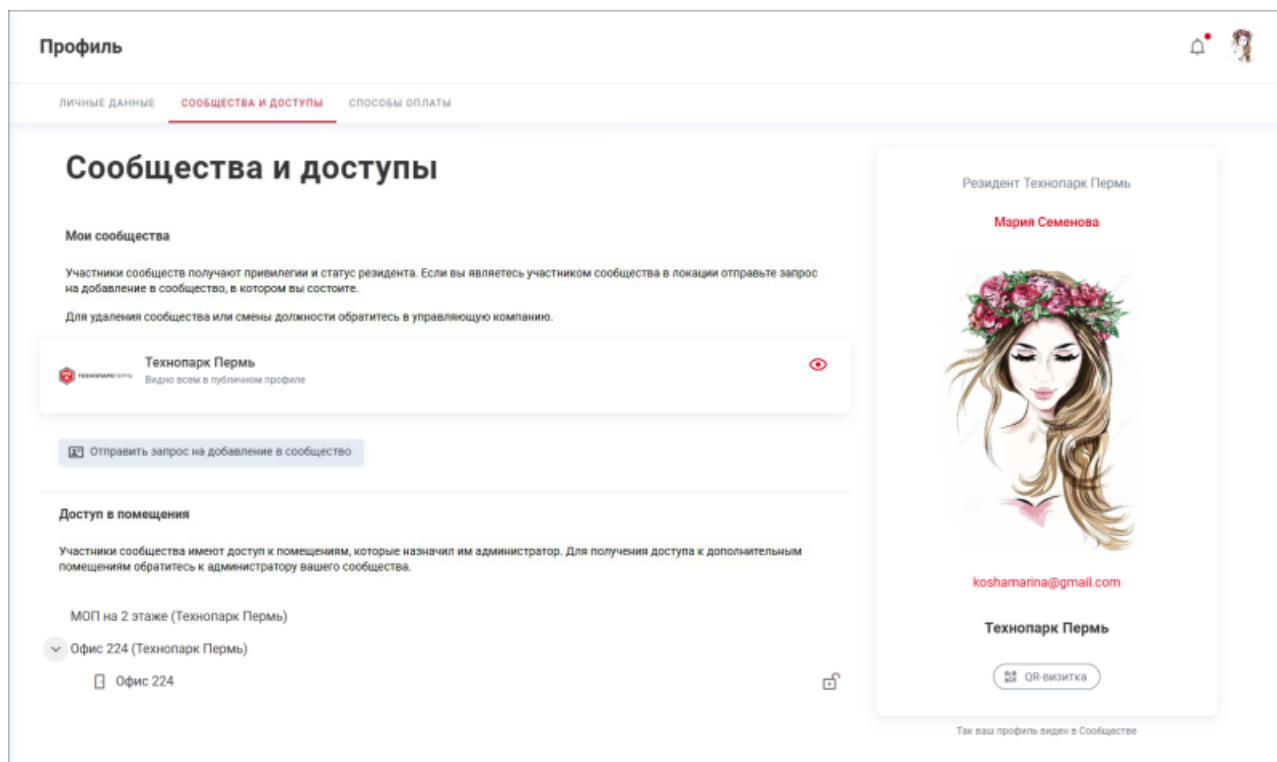 Профиль
ЛИЧНЫЕ ДАННЫЕ СООБЩЕСТВА И ДОСТУПЫ СПОСОБЫ ОПЛАТЫ
Сообщества и доступы
Мои сообщества
Участники сообществ получают привилегии и статус резидента. Если вы являетесь участником сообщества в локации отправьте запрос
на добавление в сообщество, в котором вы состоите.
Для удаления сообщества или смены должности обратитесь в управляющую компанию.
ТЕХНОПАРК ПЕРМЬ
Технопарк Пермь
Видно всем в публичном профиле
Отправить запрос на добавление в сообщество
Доступ в помещения
Участники сообщества имеют доступ к помещениям, которые назначил им администратор. Для получения доступа к дополнительным
помещениям обратитесь к администратору вашего сообщества.
МОП на 2 этаже (Технопарк Пермь)
Офис 224 (Технопарк Пермь)
Офис 224
Резидент Технопарк Пермь
Мария Семенова
koshamarina@gmail.com
Технопарк Пермь
QR-визитка
Так ваш профиль виден в Сообществе